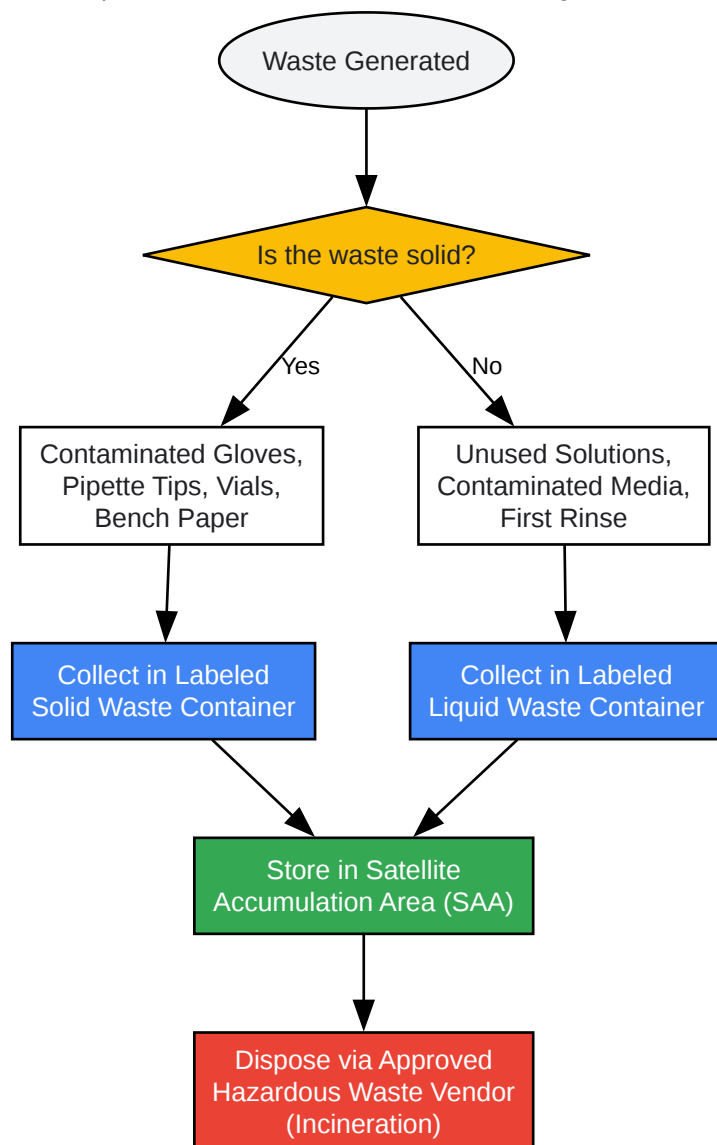 Waste Generated
Is the waste solid?
Yes
No
Contaminated Gloves,
Pipette Tips, Vials,
Bench Paper
Unused Solutions,
Contaminated Media,
First Rinse
Collect in Labeled
Solid Waste Container
Collect in Labeled
Liquid Waste Container
Store in Satellite
Accumulation Area (SAA)
Dispose via Approved
Hazardous Waste Vendor
(Incineration)